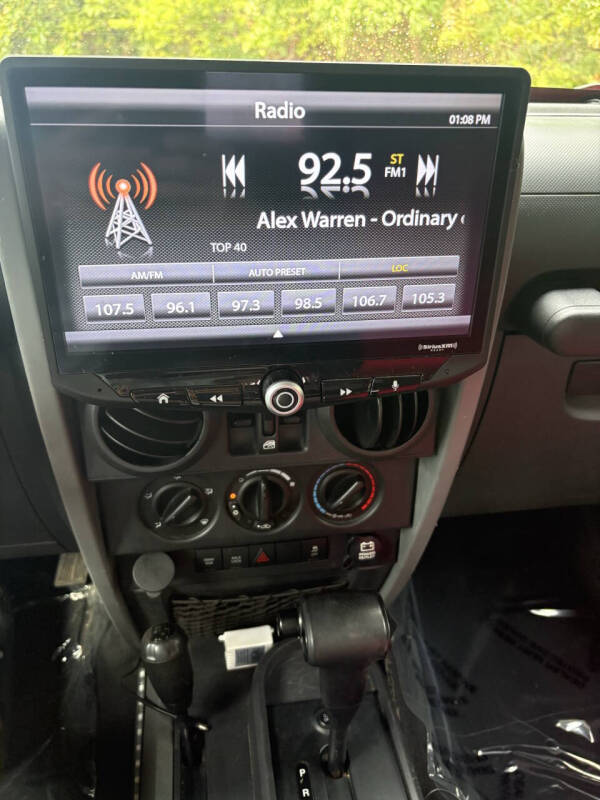 Radio
01:08 PM
92.5
ST
FM1
Alex Warren - Ordinary
TOP 40
AM/FM
AUTO PRESET
LOC
107.5
96.1
97.3
98.5
106.7
105.3
SiriusXM
P
R